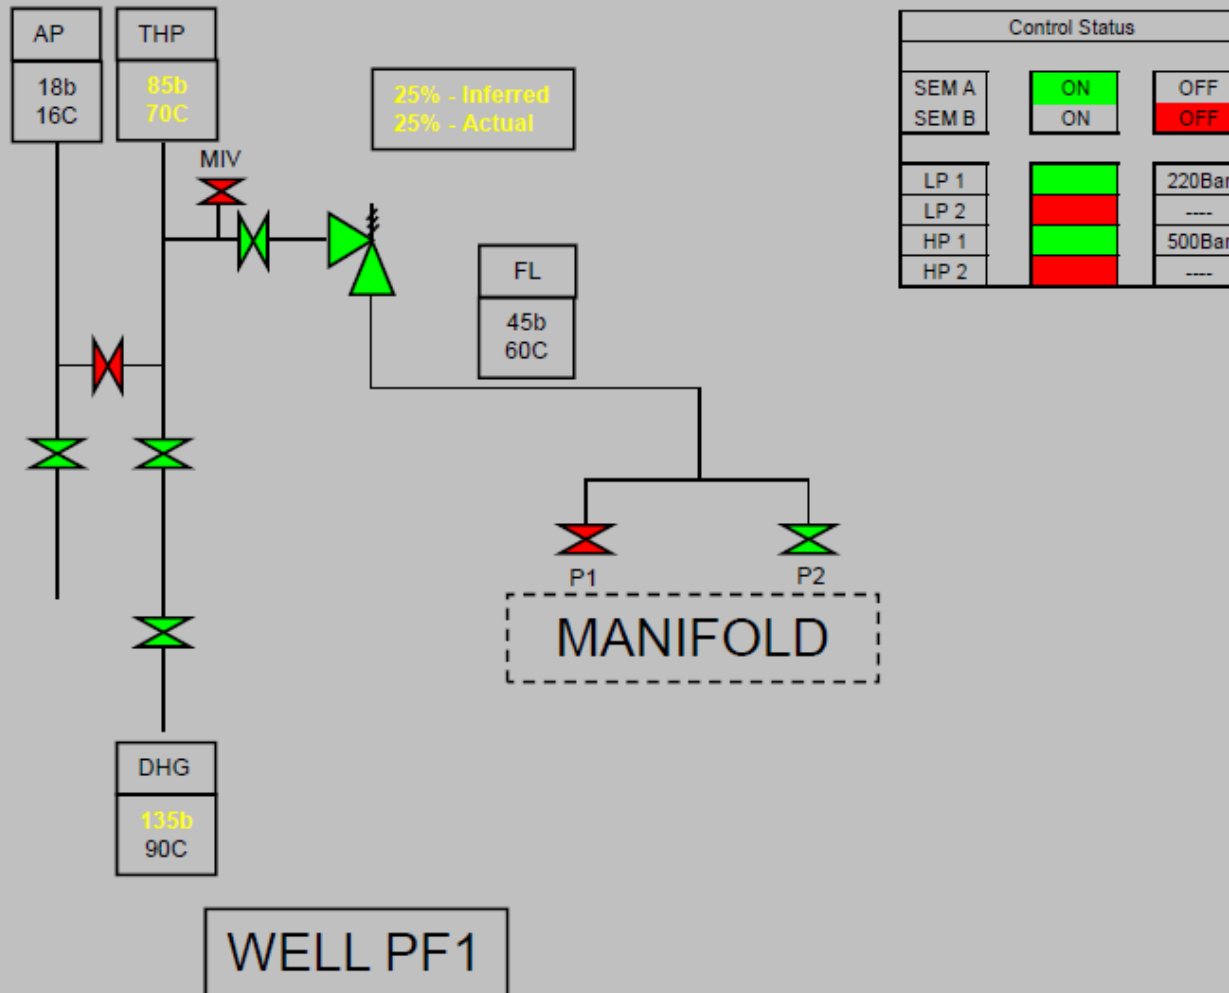 AP
18b
16C
THP
85b
70C
25% - Inferred
25% - Actual
MIV
FL
45b
60C
P1
P2
MANIFOLD
DHG
135b
90C
WELL PF1
Control Status
SEM A ON OFF
SEM B ON OFF
LP 1 220Bar
LP 2 ----
HP 1 500Bar
HP 2 ----